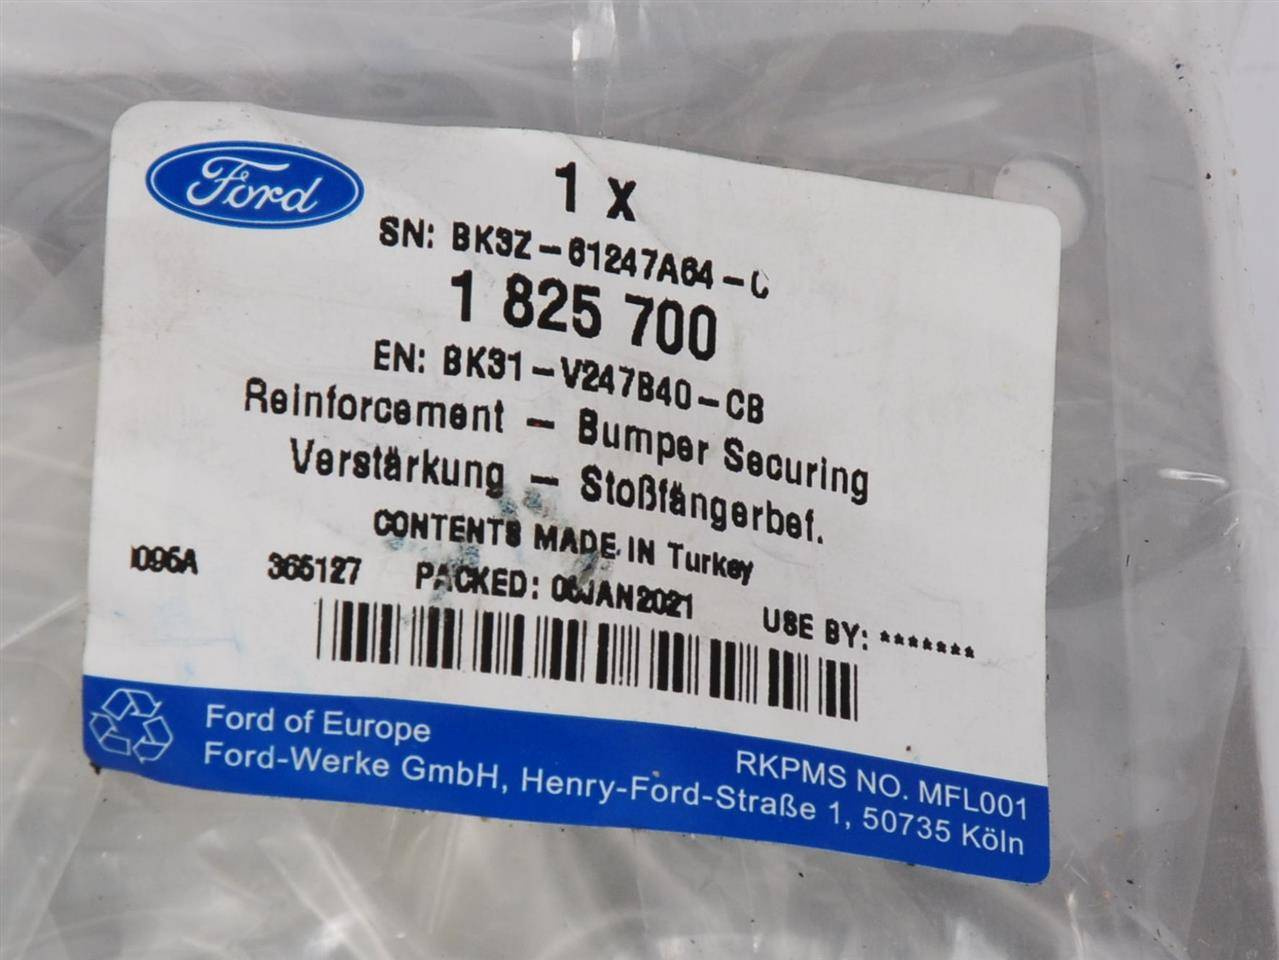 Ford
1 x
SN: BK3Z-61247A64-C
1 825 700
EN: BK31-V247B40-CB
Reinforcement - Bumper Securing
Verstärkung - Stoßfängerbef.
CONTENTS MADE IN Turkey
365127 PACKED: JAN2021 USE BY: *******
Ford of Europe
RKPMS NO. MFL001
Ford-Werke GmbH, Henry-Ford-Straße 1, 50735 Köln